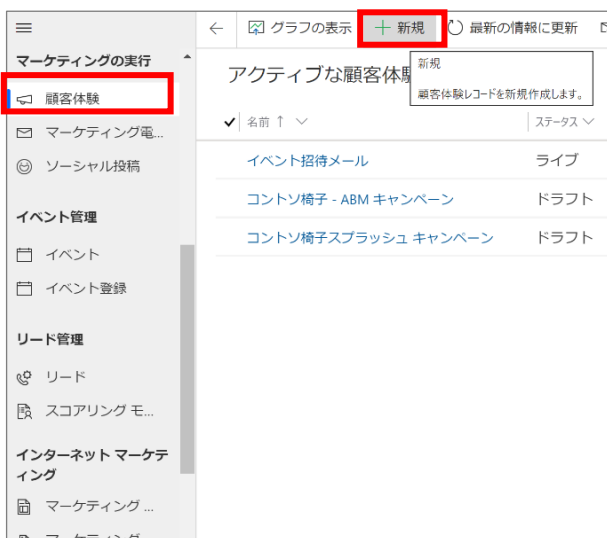 グラフの表示
新規
最新の情報に更新
マーケティングの実行
顧客体験
マーケティング電...
ソーシャル投稿
イベント管理
イベント
イベント登録
リード管理
リード
スコアリング モ...
インターネット マーケテ
ィング
マーケティング ...
アクティブな顧客体験
新規
顧客体験レコードを新規作成します。
名前 ↑
ステータス
イベント招待メール
ライブ
コントソ椅子 - ABM キャンペーン
ドラフト
コントソ椅子スプラッシュ キャンペーン
ドラフト